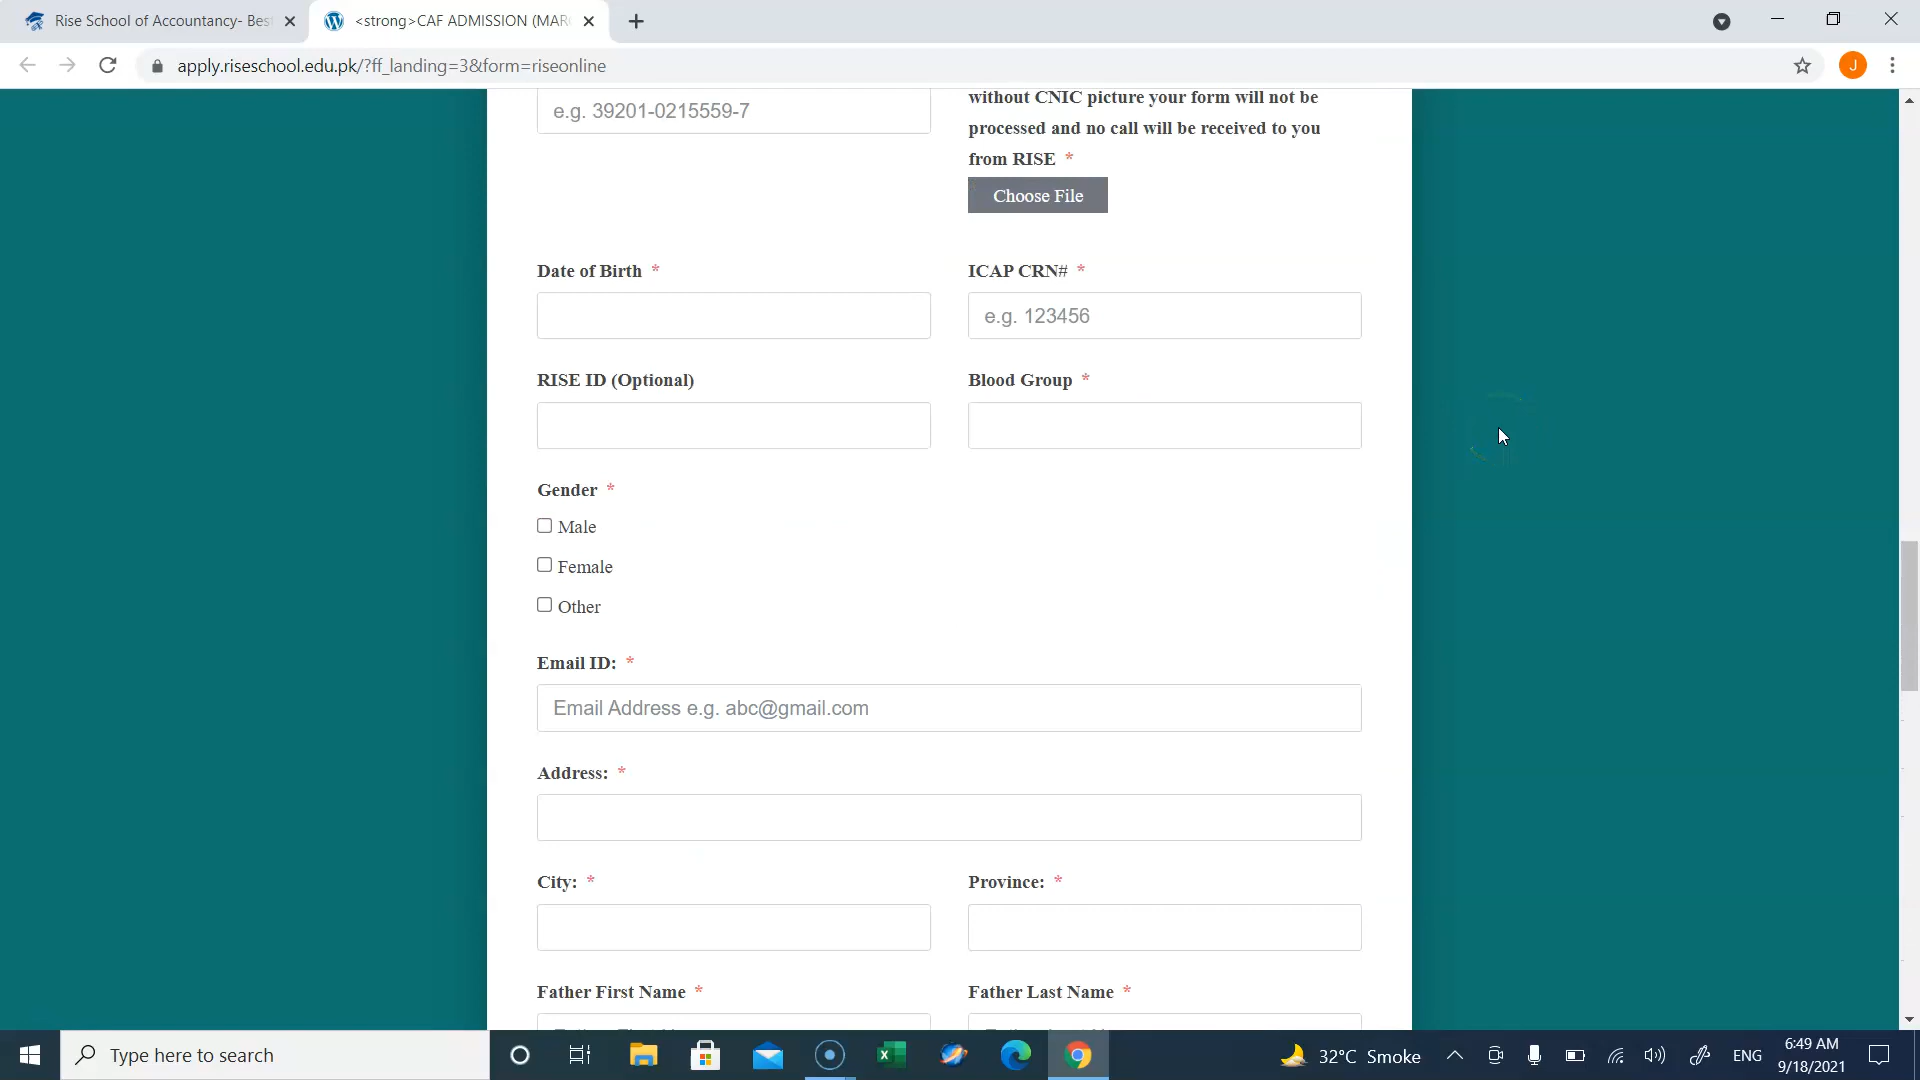 Rise School of Accountancy- Bes
<strong>CAF ADMISSION (MAR
J
apply.riseschool.edu.pk/?ff_landing=3&form=riseonline
e.g. 39201-0215559-7
without CNIC picture your form will not be
processed and no call will be received to you
from RISE *
Choose File
Date of Birth *
ICAP CRN# *
e.g. 123456
RISE ID (Optional)
Blood Group *
Gender *
Male
Female
Other
Email ID: *
Email Address e.g. abc@gmail.com
Address: *
City: *
Province: *
Father First Name *
Father Last Name *
Type here to search
32°C Smoke
ENG
6:49 AM
9/18/2021